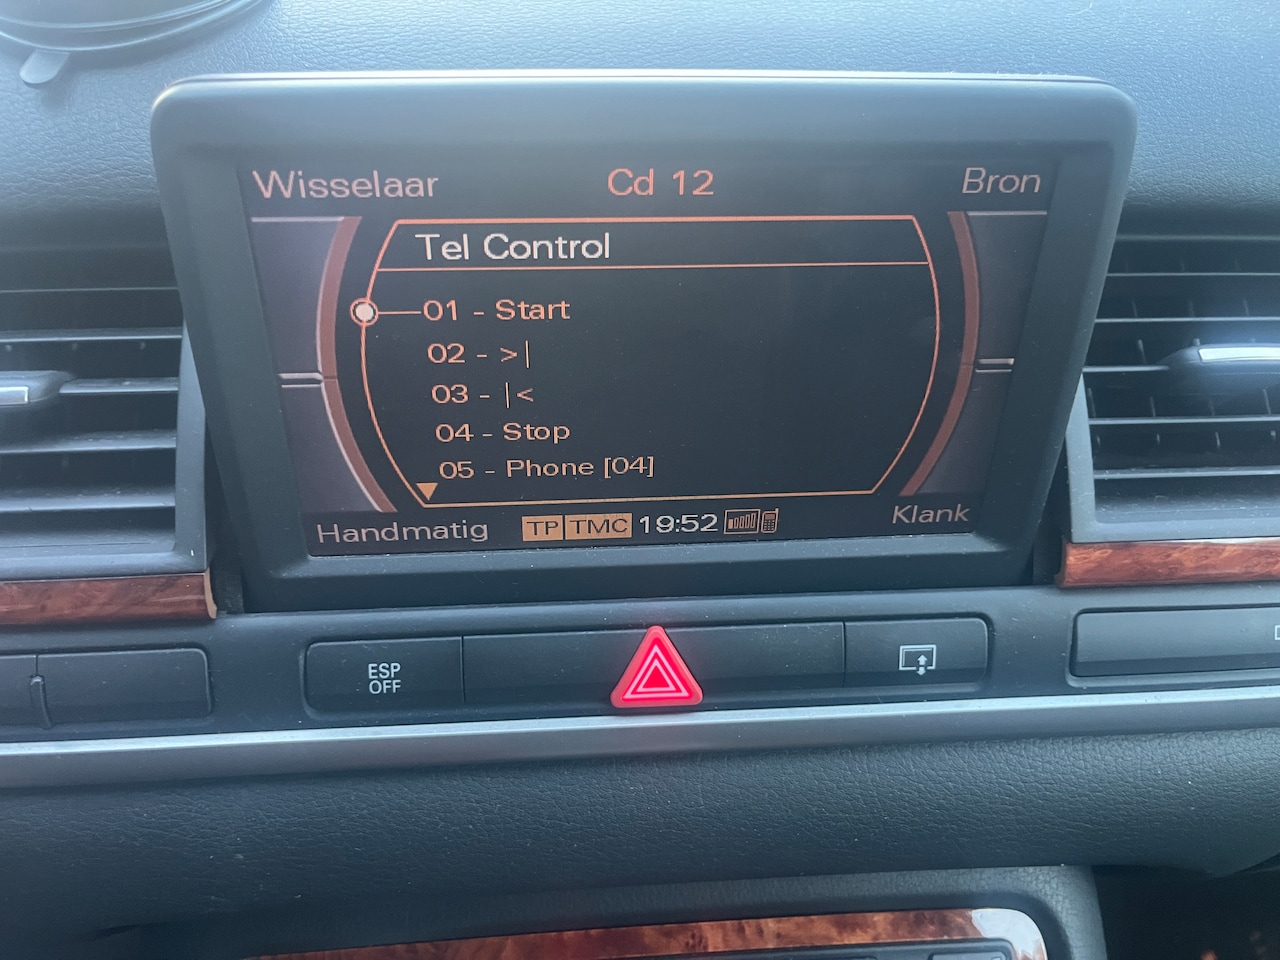 Wisselaar Cd 12 Bron
Tel Control
01 - Start
02 - >|
03 - |<
04 - Stop
05 - Phone [04]
Handmatig TP TMC 19:52 Klank
ESP
OFF